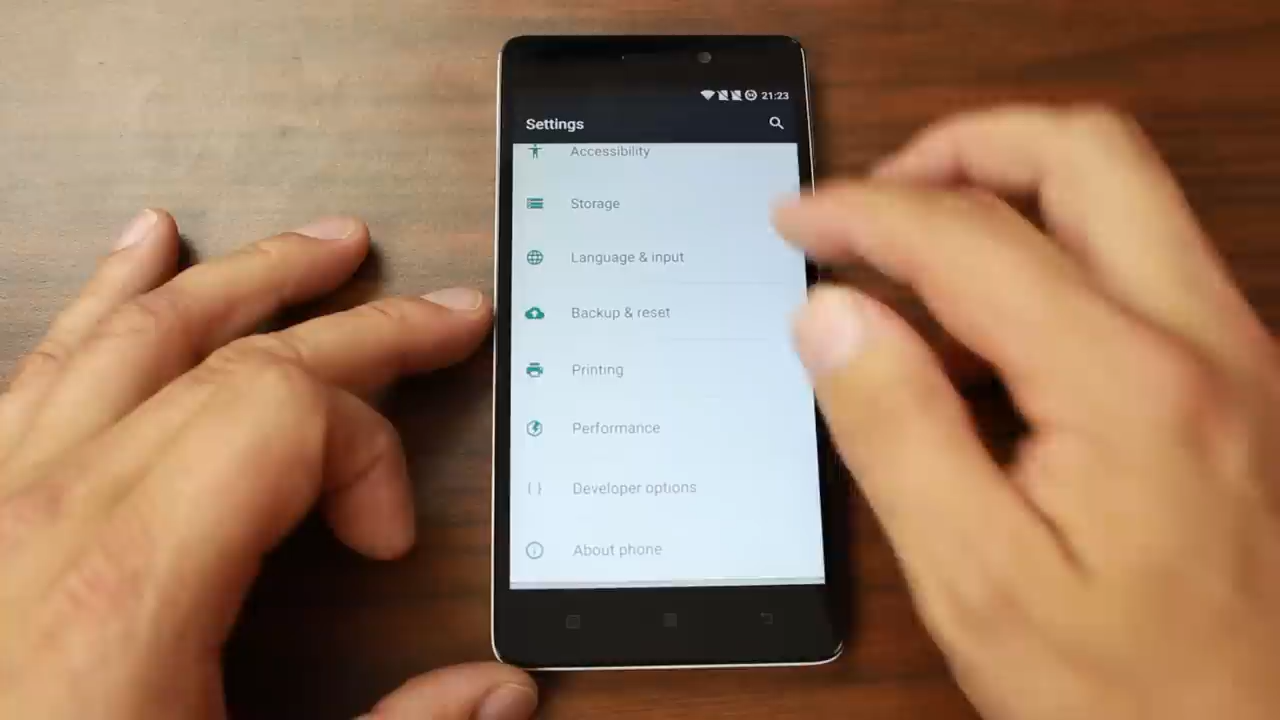 21:23
Settings
Accessibility
Storage
Language & input
Backup & reset
Printing
Performance
Developer options
About phone